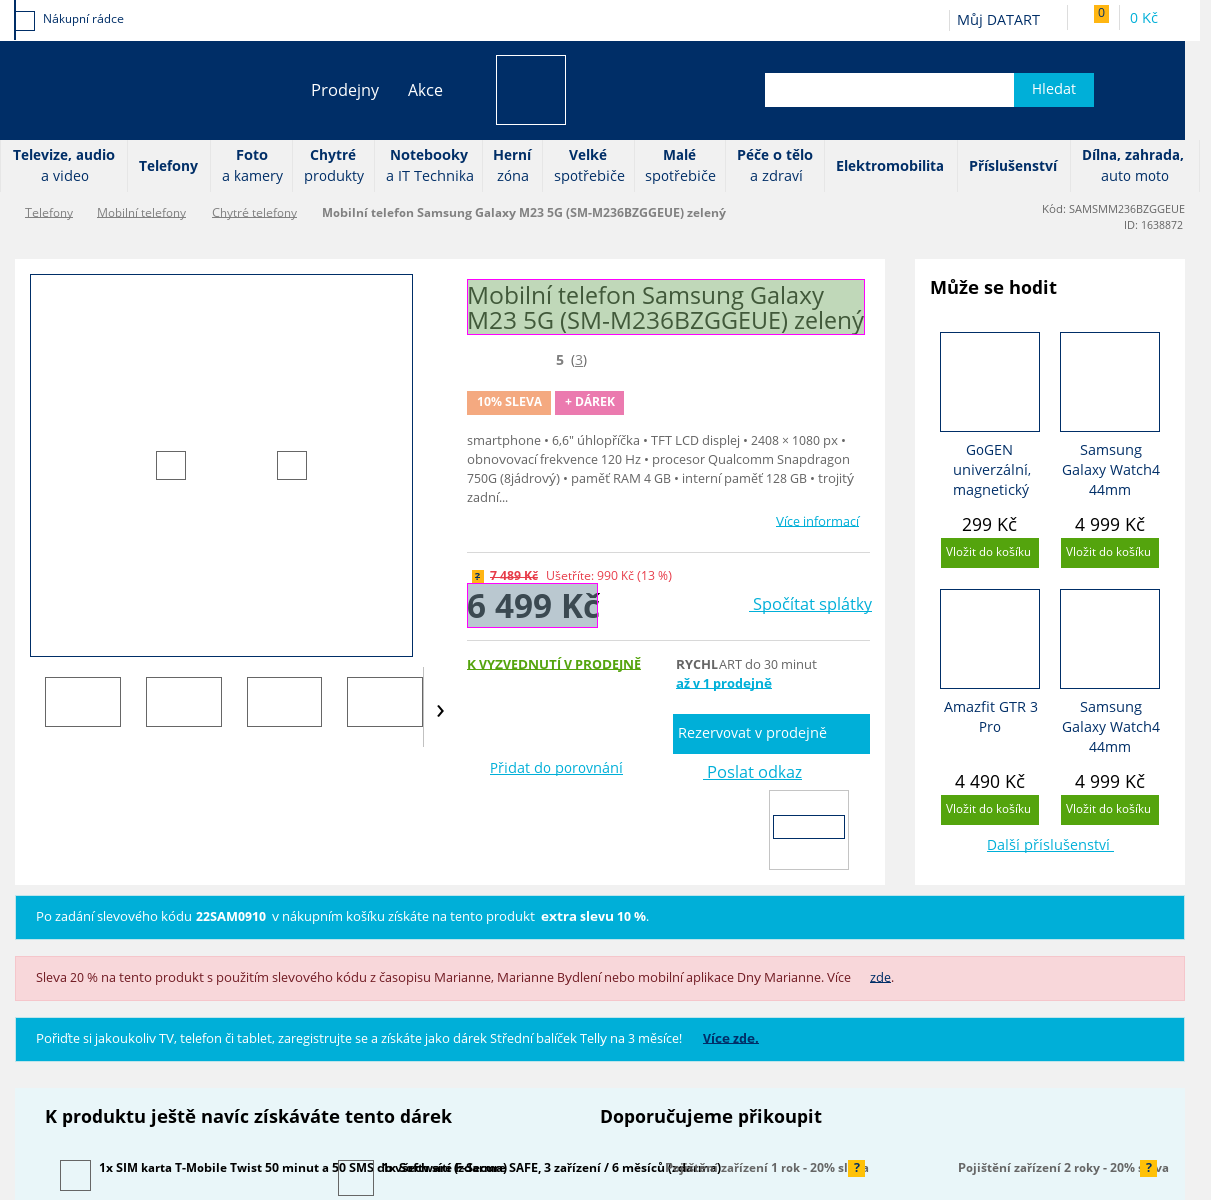 Nákupní rádce
Můj DATART
0
0 Kč
Prodejny
Akce
Hledat
Televize, audio
a video
Telefony
Foto
a kamery
Chytré
produkty
Notebooky
a IT Technika
Herní
zóna
Velké
spotřebiče
Malé
spotřebiče
Péče o tělo
a zdraví
Elektromobilita
Příslušenství
Dílna, zahrada,
auto moto
Telefony
Mobilní telefony
Chytré telefony
Mobilní telefon Samsung Galaxy M23 5G (SM-M236BZGGEUE) zelený
Kód: SAMSMM236BZGGEUE
ID: 1638872
Mobilní telefon Samsung Galaxy
M23 5G (SM-M236BZGGEUE) zelený
5 (3)
10% SLEVA
+ DÁREK
smartphone • 6,6" úhlopříčka • TFT LCD displej • 2408 × 1080 px •
obnovovací frekvence 120 Hz • procesor Qualcomm Snapdragon
750G (8jádrový) • paměť RAM 4 GB • interní paměť 128 GB • trojitý
zadní...
Více informací
? 7 489 Kč Ušetříte: 990 Kč (13 %)
6 499 Kč
Spočítat splátky
K VYZVEDNUTÍ V PRODEJNĚ
RYCHLART do 30 minut
až v 1 prodejně
Rezervovat v prodejně
Přidat do porovnání
Poslat odkaz
Může se hodit
GoGEN
univerzální,
magnetický
299 Kč
Vložit do košíku
Samsung
Galaxy Watch4
44mm
4 999 Kč
Vložit do košíku
Amazfit GTR 3
Pro
4 490 Kč
Vložit do košíku
Samsung
Galaxy Watch4
44mm
4 999 Kč
Vložit do košíku
Další příslušenství
Po zadání slevového kódu 22SAM0910 v nákupním košíku získáte na tento produkt extra slevu 10 %.
Sleva 20 % na tento produkt s použitím slevového kódu z časopisu Marianne, Marianne Bydlení nebo mobilní aplikace Dny Marianne. Více zde.
Pořiďte si jakoukoliv TV, telefon či tablet, zaregistrujte se a získáte jako dárek Střední balíček Telly na 3 měsíce! Více zde.
K produktu ještě navíc získáváte tento dárek
Doporučujeme přikoupit
1x SIM karta T-Mobile Twist 50 minut a 50 SMS do všech sítí (zdarma)
1x Software F-Secure SAFE, 3 zařízení / 6 měsíců (zdarma)
Pojištění zařízení 1 rok - 20% sleva
?
Pojištění zařízení 2 roky - 20% sleva
?